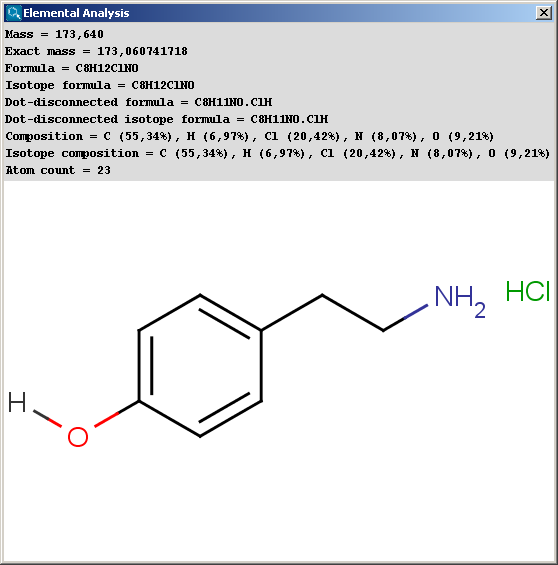 Elemental Analysis
Mass = 173,640
Exact mass = 173,060741718
Formula = C8H12ClNO
Isotope formula = C8H12ClNO
Dot-disconnected formula = C8H11NO.ClH
Dot-disconnected isotope formula = C8H11NO.ClH
Composition = C (55,34%), H (6,97%), Cl (20,42%), N (8,07%), O (9,21%)
Isotope composition = C (55,34%), H (6,97%), Cl (20,42%), N (8,07%), O (9,21%)
Atom count = 23
NH2 HCl
H
O